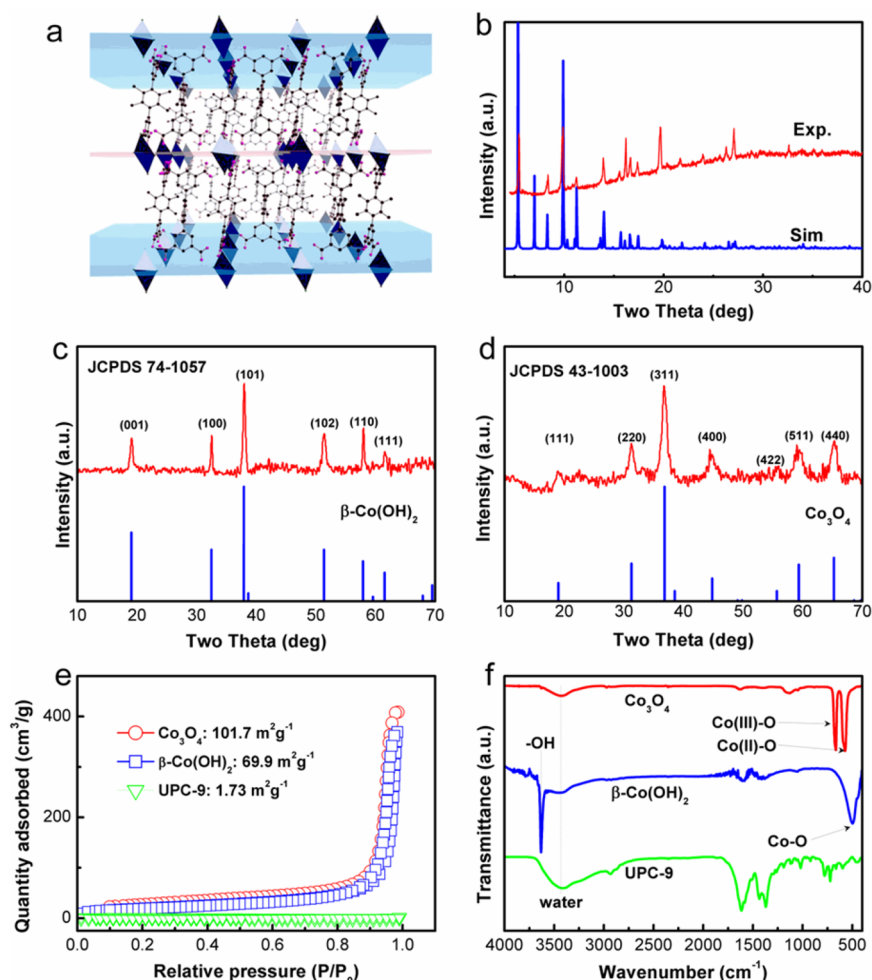 a
b
Exp.
Sim
Intensity (a.u.)
10 20 30 40
Two Theta (deg)
c
JCPDS 74-1057
(001)
(100)
(101)
(102)
(110)
(111)
β-Co(OH)2
Intensity (a.u.)
10 20 30 40 50 60 70
Two Theta (deg)
d
JCPDS 43-1003
(111)
(220)
(311)
(400)
(422)
(511)
(440)
Co3O4
Intensity (a.u.)
10 20 30 40 50 60 70
Two Theta (deg)
e
Co3O4: 101.7 m2g-1
β-Co(OH)2: 69.9 m2g-1
UPC-9: 1.73 m2g-1
Quantity adsorbed (cm3/g)
400
200
0
0.0 0.2 0.4 0.6 0.8 1.0
Relative pressure (P/P0)
f
Co3O4
Co(III)-O
Co(II)-O
-OH
β-Co(OH)2
Co-O
UPC-9
water
Transmittance (a.u.)
4000 3500 3000 2500 2000 1500 1000 500
Wavenumber (cm-1)